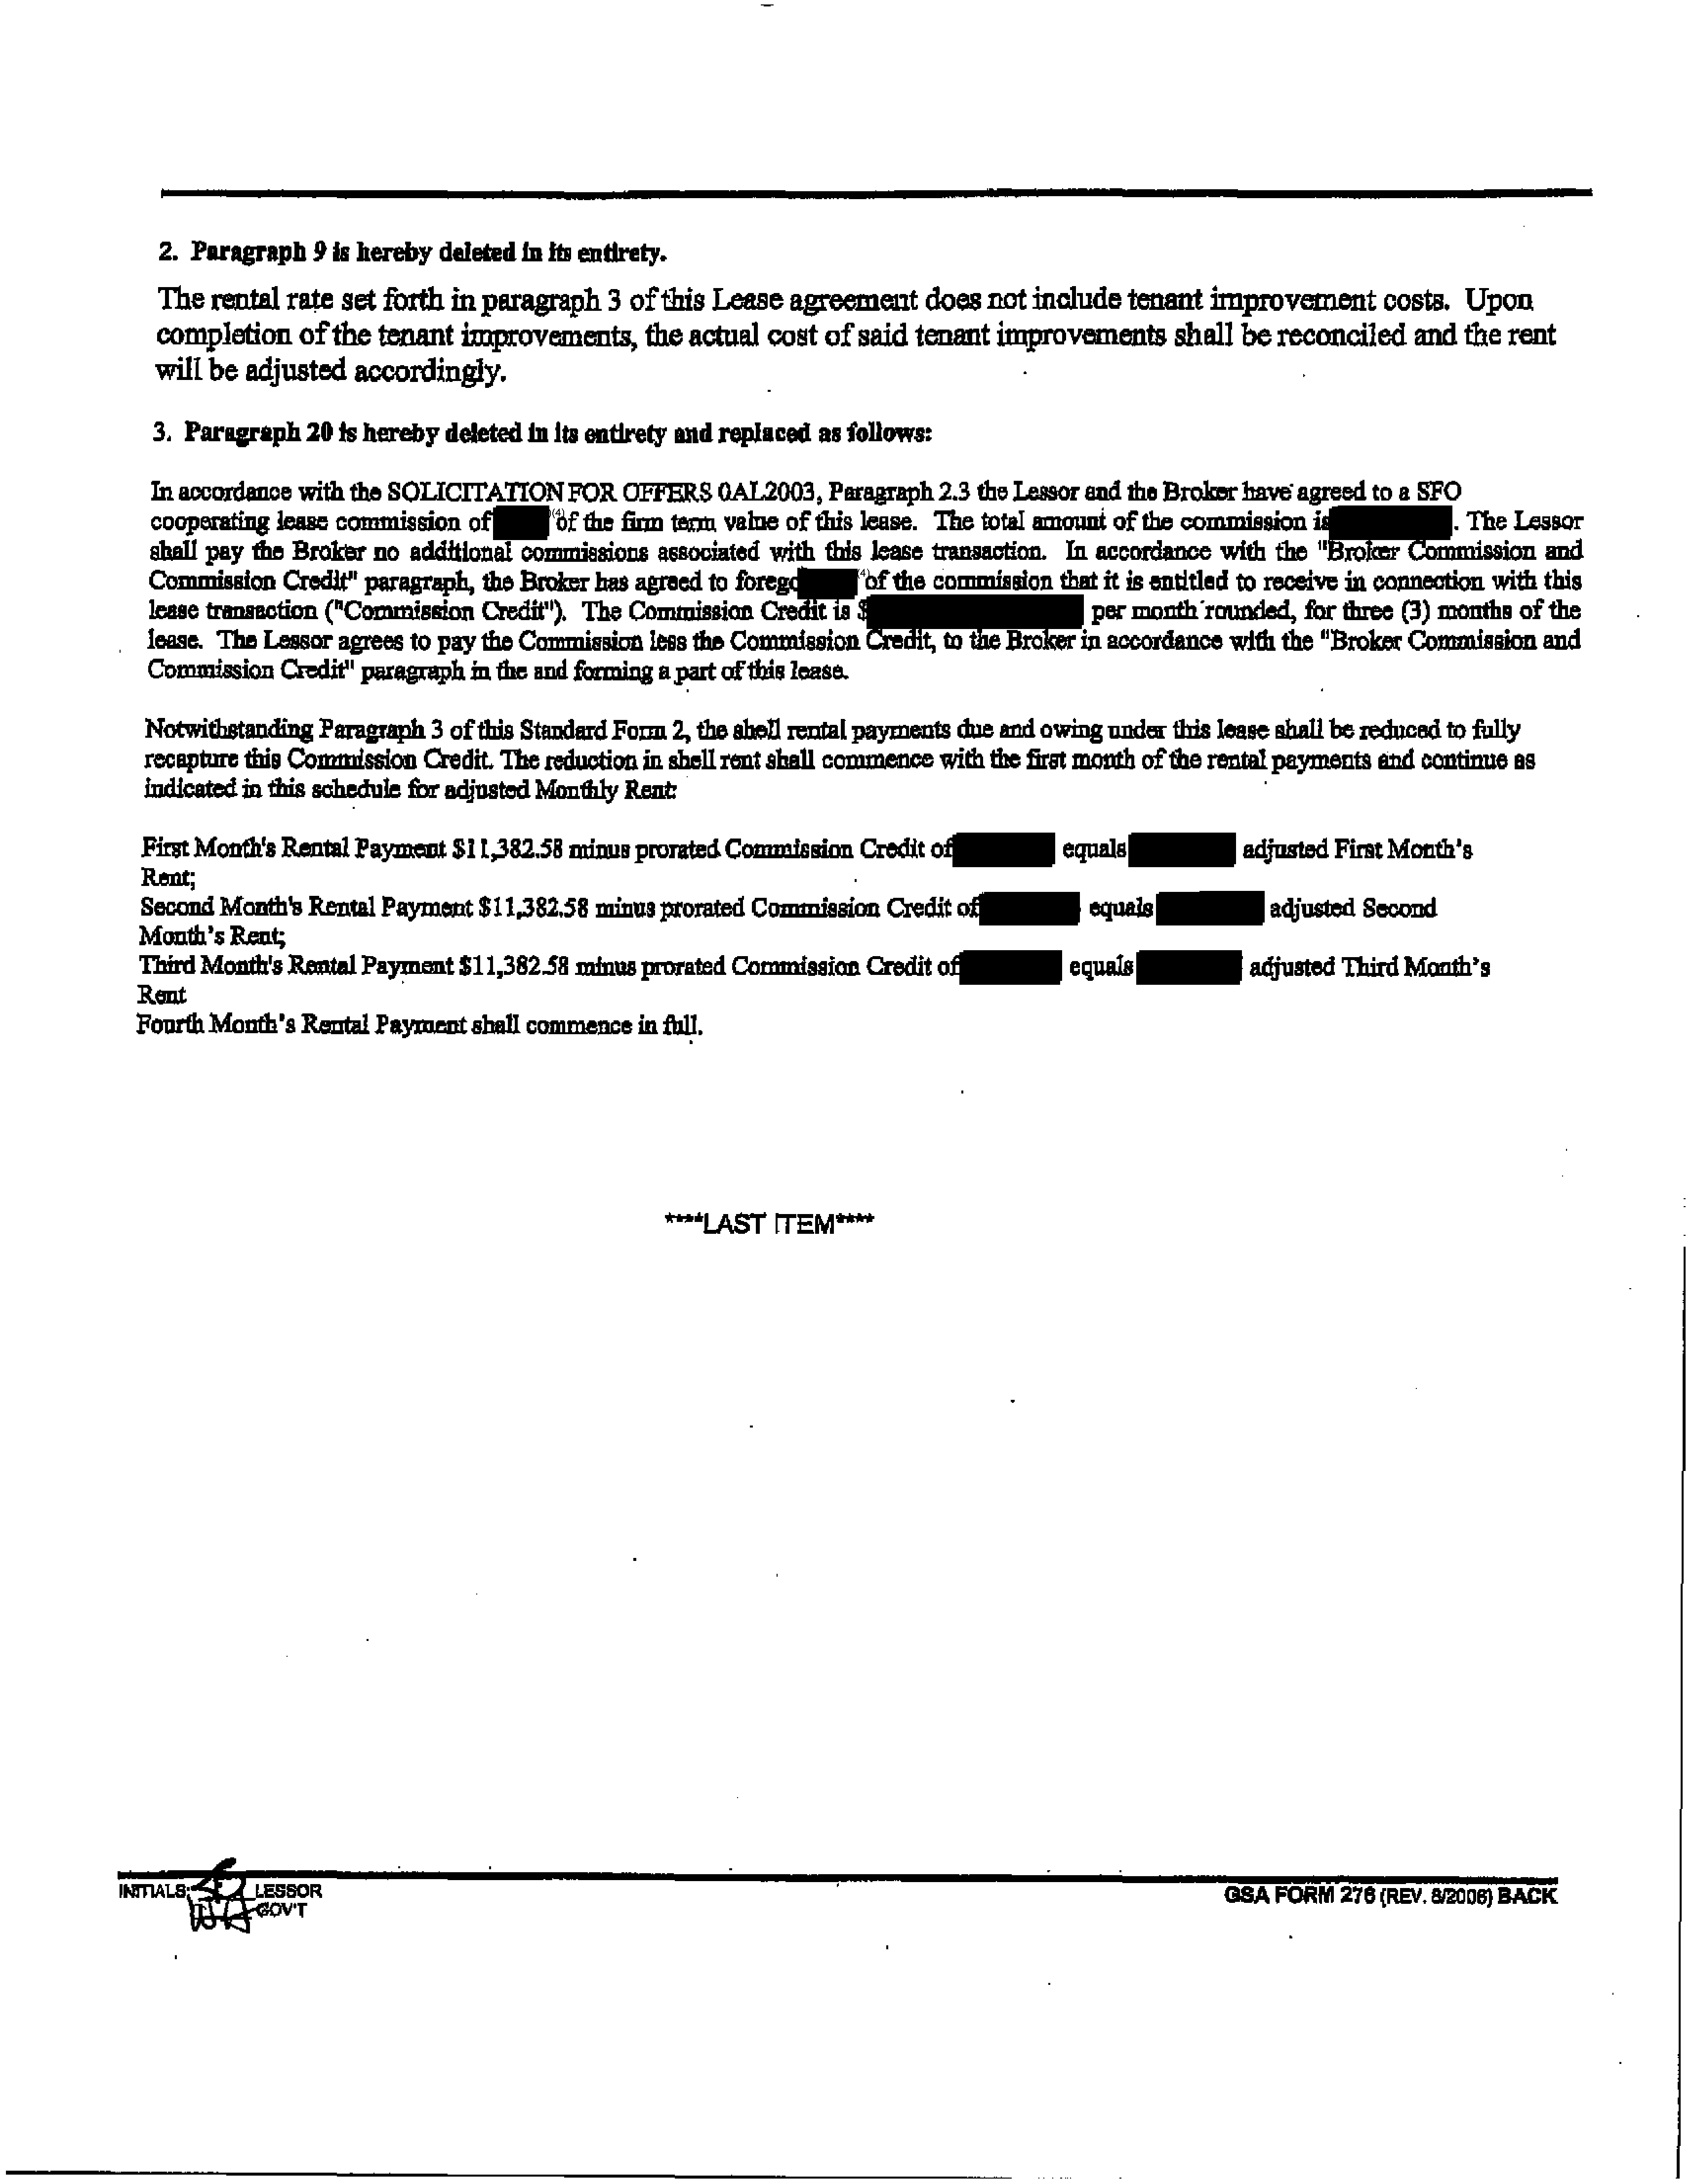 2. Paragraph 9 is hereby deleted in its entirety.
The rental rate set forth in paragraph 3 of this Lease agreement does not include tenant improvement costs. Upon
completion of the tenant improvements, the actual cost of said tenant improvements shall be reconciled and the rent
will be adjusted accordingly.
3. Paragraph 20 is hereby deleted in its entirety and replaced as follows:
In accordance with the SOLICITATION FOR OFFERS 0AL2003, Paragraph 2.3 the Lessor and the Broker have agreed to a SFO
cooperating lease commission of of the firm term value of this lease. The total amount of the commission is . The Lessor
shall pay the Broker no additional commissions associated with this lease transaction. In accordance with the "Broker Commission and
Commission Credit" paragraph, the Broker has agreed to forego of the commission that it is entitled to receive in connection with this
lease transaction ("Commission Credit"). The Commission Credit is $ per month rounded, for three (3) months of the
lease. The Lessor agrees to pay the Commission less the Commission Credit, to the Broker in accordance with the "Broker Commission and
Commission Credit" paragraph in the and forming a part of this lease.
Notwithstanding Paragraph 3 of this Standard Form 2, the shell rental payments due and owing under this lease shall be reduced to fully
recapture this Commission Credit. The reduction in shell rent shall commence with the first month of the rental payments and continue as
indicated in this schedule for adjusted Monthly Rent:
First Month's Rental Payment $11,382.58 minus prorated Commission Credit of equals adjusted First Month's
Rent;
Second Month's Rental Payment $11,382.58 minus prorated Commission Credit of equals adjusted Second
Month's Rent;
Third Month's Rental Payment $11,382.58 minus prorated Commission Credit of equals adjusted Third Month's
Rent
Fourth Month's Rental Payment shall commence in full.
****LAST ITEM****
INITIALS: LESSOR
GOV'T
GSA FORM 276 (REV. 8/2006) BACK